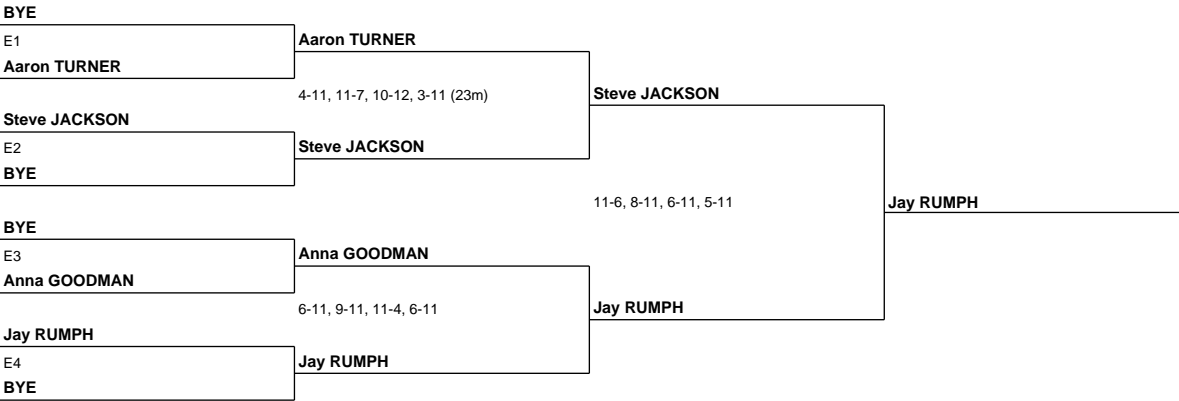 BYE
E1
Aaron TURNER
Aaron TURNER
4-11, 11-7, 10-12, 3-11 (23m)
Steve JACKSON
Steve JACKSON
E2
BYE
Steve JACKSON
11-6, 8-11, 6-11, 5-11
Jay RUMPH
BYE
E3
Anna GOODMAN
Anna GOODMAN
6-11, 9-11, 11-4, 6-11
Jay RUMPH
Jay RUMPH
E4
BYE
Jay RUMPH